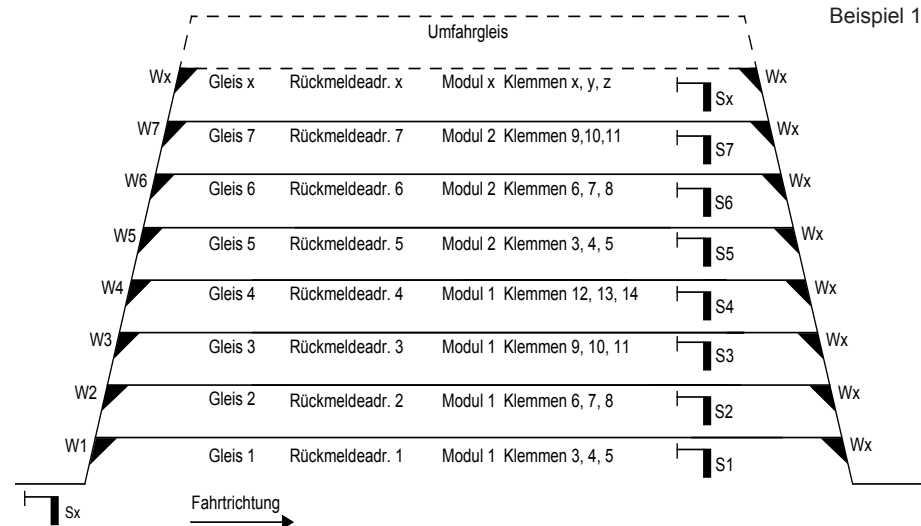 Beispiel 1
Umfahrgleis
Wx Gleis x Rückmeldeadr. x Modul x Klemmen x, y, z Sx Wx
W7 Gleis 7 Rückmeldeadr. 7 Modul 2 Klemmen 9,10,11 S7 Wx
W6 Gleis 6 Rückmeldeadr. 6 Modul 2 Klemmen 6, 7, 8 S6 Wx
W5 Gleis 5 Rückmeldeadr. 5 Modul 2 Klemmen 3, 4, 5 S5 Wx
W4 Gleis 4 Rückmeldeadr. 4 Modul 1 Klemmen 12, 13, 14 S4 Wx
W3 Gleis 3 Rückmeldeadr. 3 Modul 1 Klemmen 9, 10, 11 S3 Wx
W2 Gleis 2 Rückmeldeadr. 2 Modul 1 Klemmen 6, 7, 8 S2 Wx
W1 Gleis 1 Rückmeldeadr. 1 Modul 1 Klemmen 3, 4, 5 S1 Wx
Sx Fahrtrichtung